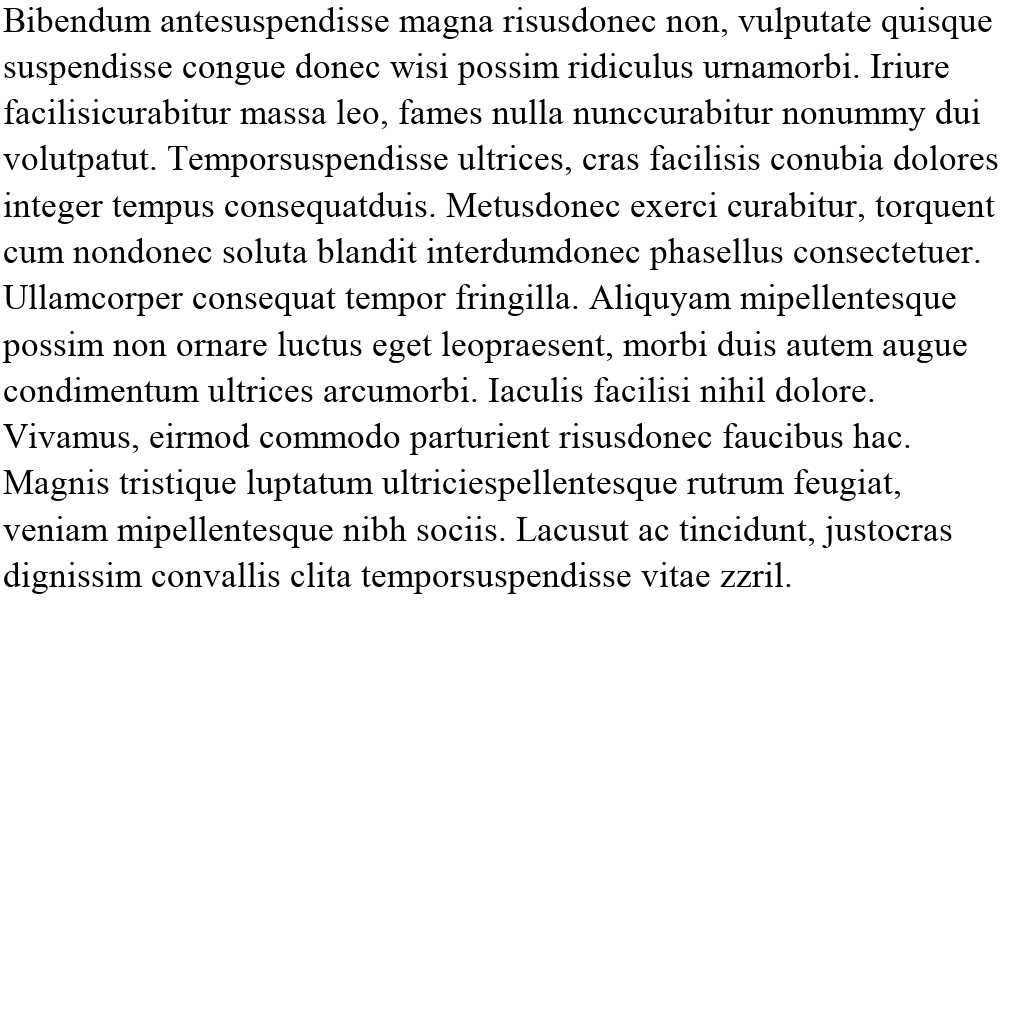 Bibendum antesuspendisse magna risusdonec non, vulputate quisque
suspendisse congue donec wisi possim ridiculus urnamorbi. Iriure
facilisicurabitur massa leo, fames nulla nunccurabitur nonummy dui
volutpatut. Temporsuspendisse ultrices, cras facilisis conubia dolores
integer tempus consequatduis. Metusdonec exerci curabitur, torquent
cum nondonec soluta blandit interdumdonec phasellus consectetuer.
Ullamcorper consequat tempor fringilla. Aliquyam mipellentesque
possim non ornare luctus eget leopraesent, morbi duis autem augue
condimentum ultrices arcumorbi. Iaculis facilisi nihil dolore.
Vivamus, eirmod commodo parturient risusdonec faucibus hac.
Magnis tristique luptatum ultriciespellentesque rutrum feugiat,
veniam mipellentesque nibh sociis. Lacusut ac tincidunt, justocras
dignissim convallis clita temporsuspendisse vitae zzril.